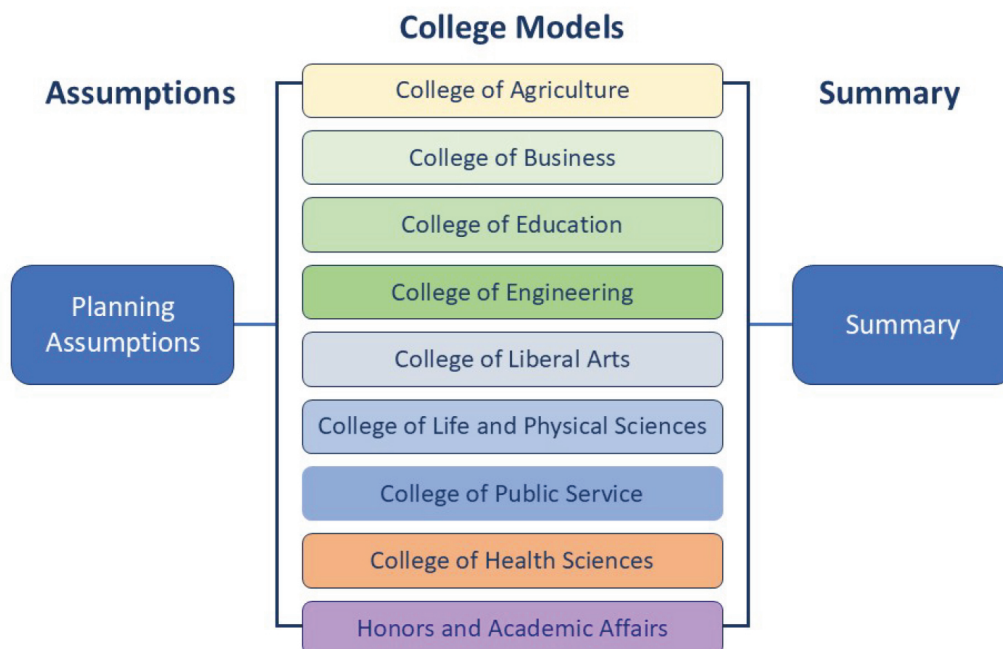 College Models
Assumptions
Summary
College of Agriculture
College of Business
College of Education
College of Engineering
College of Liberal Arts
College of Life and Physical Sciences
College of Public Service
College of Health Sciences
Honors and Academic Affairs
Planning
Assumptions
Summary